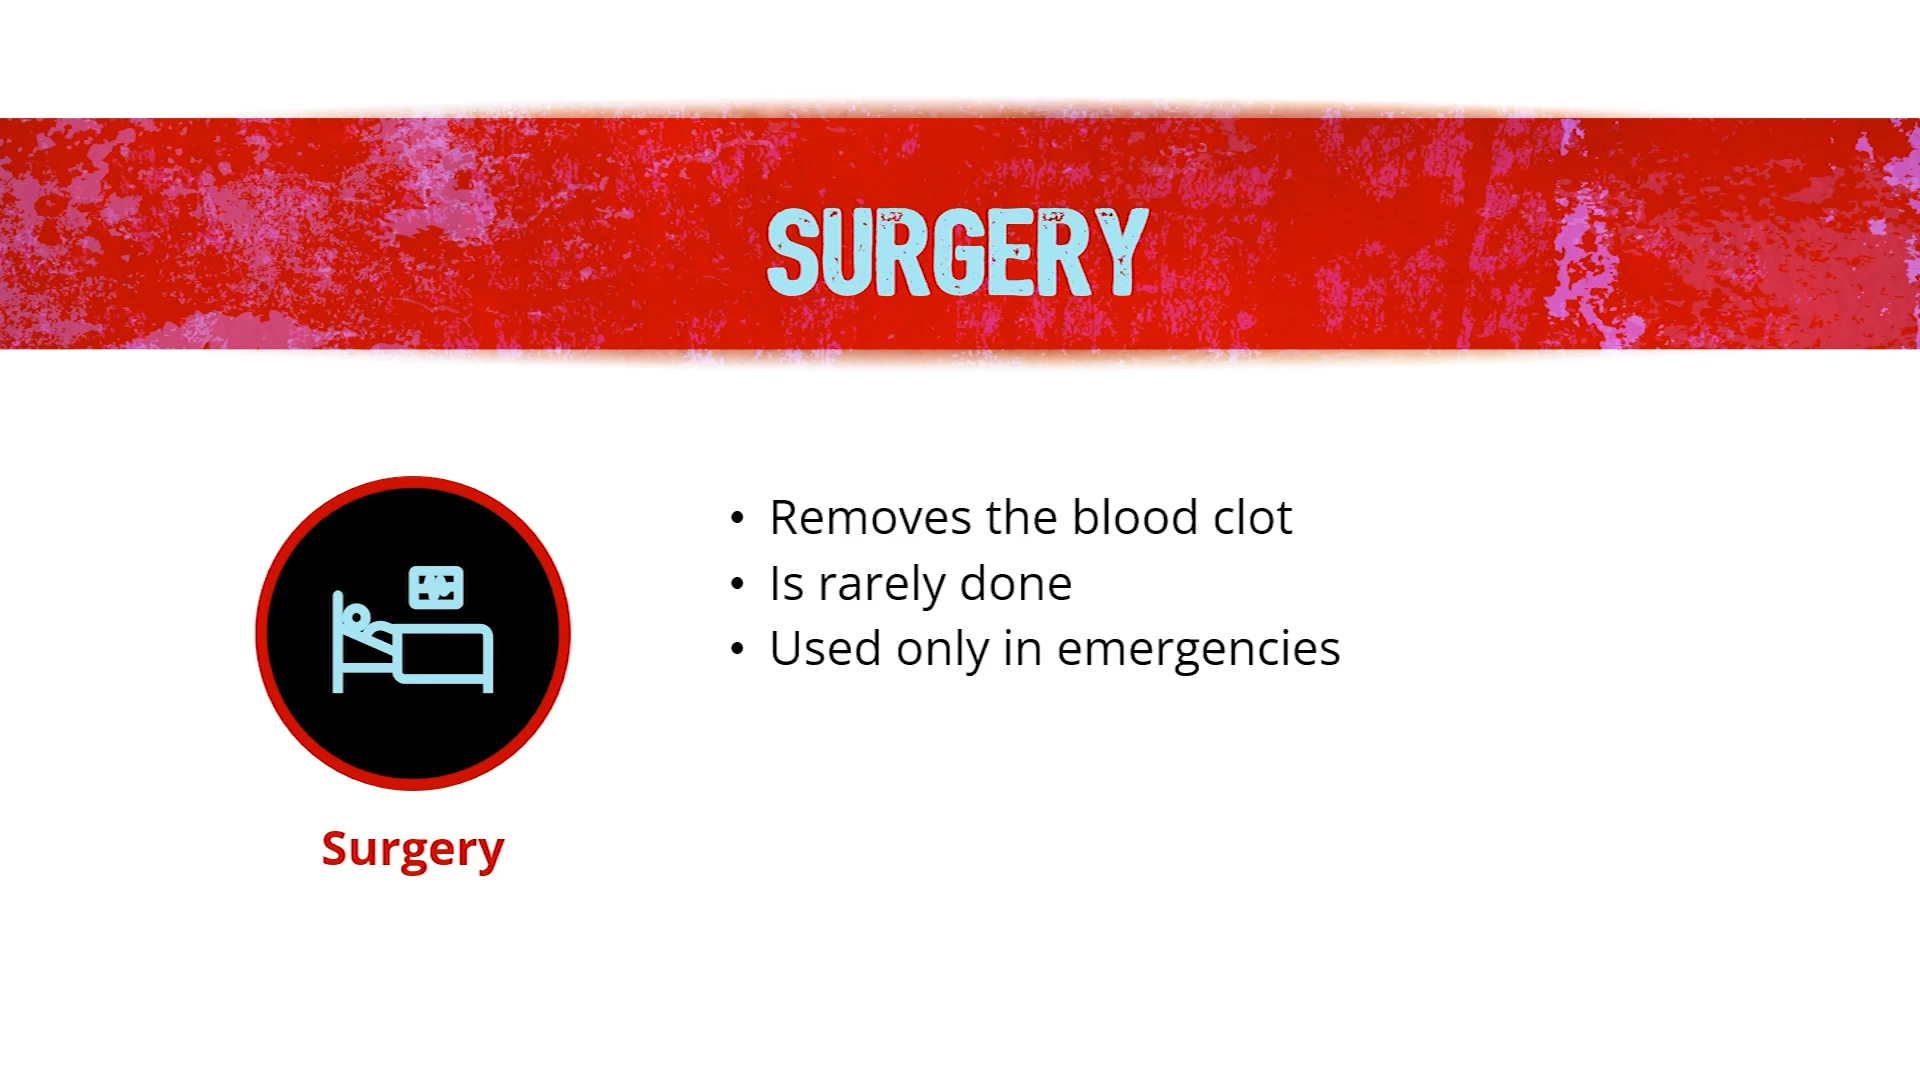 SURGERY
• Removes the blood clot
• Is rarely done
• Used only in emergencies
Surgery